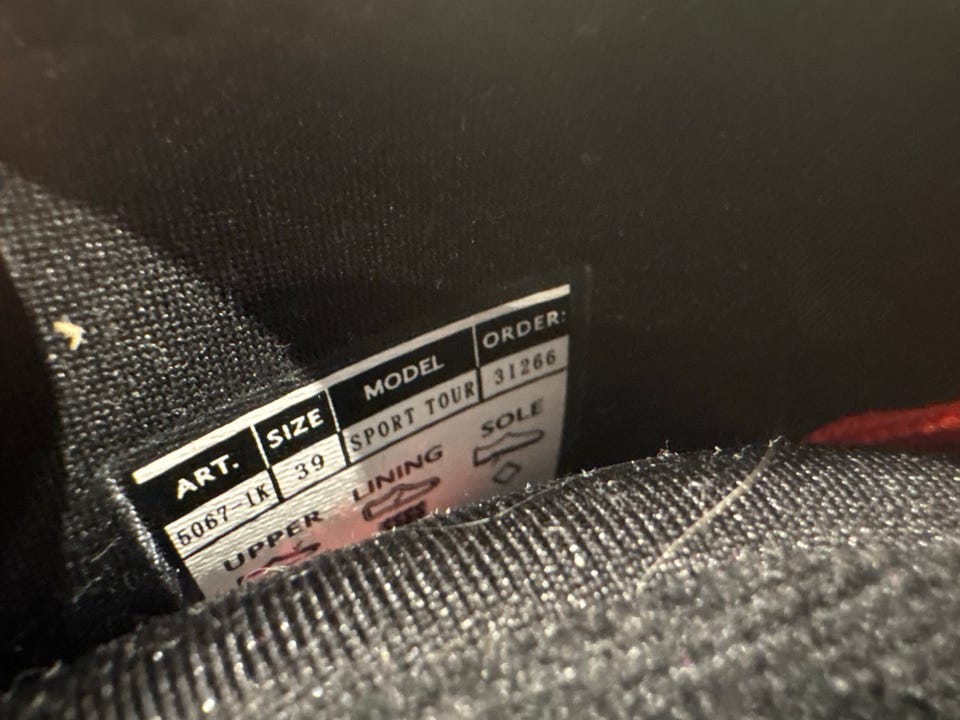 ART. SIZE MODEL ORDER:
5067-1K 39 SPORT TOUR 31266
UPPER LINING SOLE